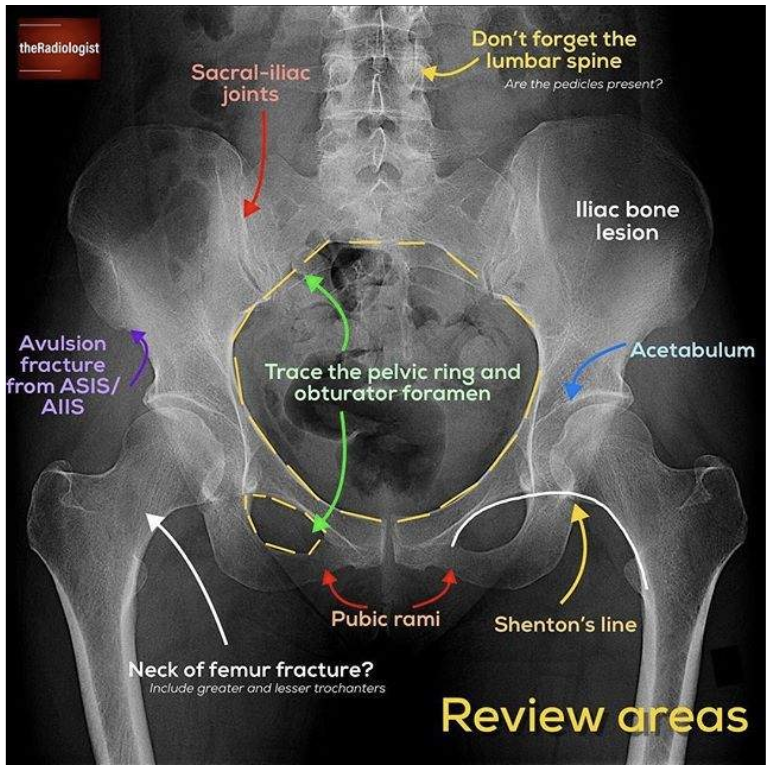 theRadiologist
Don't forget the
lumbar spine
Are the pedicles present?
Sacral-iliac
joints
Iliac bone
lesion
Avulsion
fracture
from ASIS/
AIIS
Acetabulum
Trace the pelvic ring and
obturator foramen
Pubic rami
Shenton's line
Neck of femur fracture?
Include greater and lesser trochanters
Review areas